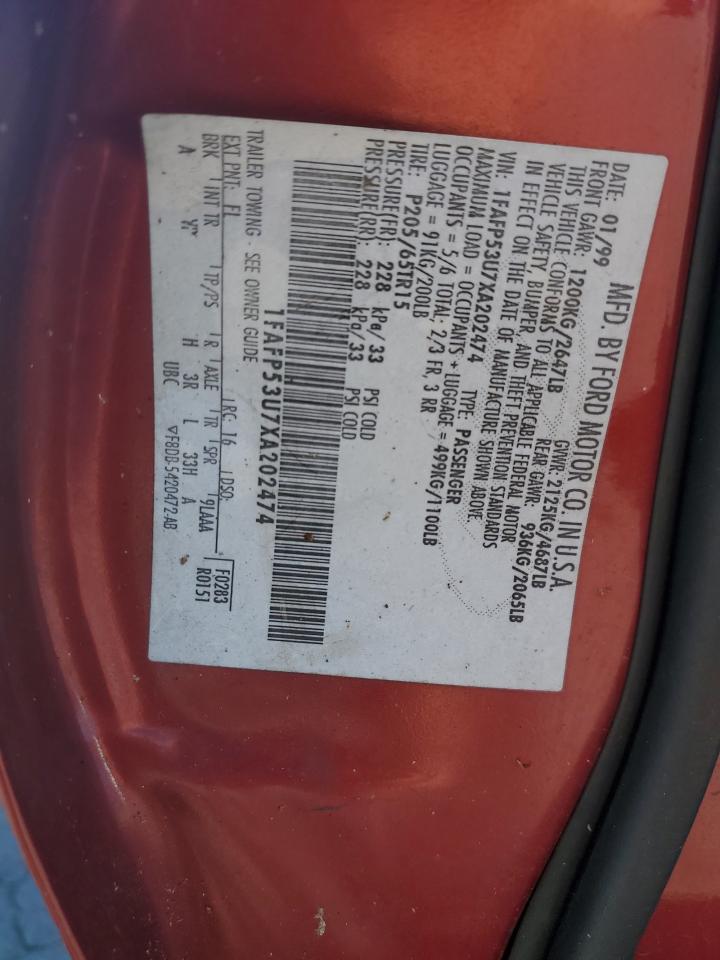 DATE: 01/99 MFD. BY FORD MOTOR CO. IN U.S.A.
FRONT GAWR: 1200KG/2647LB GVWR: 2125KG/4687LB
REAR GAWR: 936KG/2065LB
THIS VEHICLE CONFORMS TO ALL APPLICABLE FEDERAL MOTOR
VEHICLE SAFETY, BUMPER, AND THEFT PREVENTION STANDARDS
IN EFFECT ON THE DATE OF MANUFACTURE SHOWN ABOVE.
VIN: 1FAFP53U7XA202474 TYPE: PASSENGER
MAXIMUM LOAD = OCCUPANTS + LUGGAGE = 499KG/1100LB
OCCUPANTS = 5/6 TOTAL: 2/3 FR, 3 RR
LUGGAGE = 91KG/200LB
TIRE: P205/65TR15
PRESSURE(FR): 228 kPa/33 PSI COLD
PRESSURE(RR): 228 kPa/33 PSI COLD
1FAFP53U7XA202474
TRAILER TOWING - SEE OWNER GUIDE
EXT PNT: EL RC: 16 DSO:
BRK INT TR TP/PS R AXLE TR SPR 9LAAA F0283
A H 3R L 33H A R0151
UBC ▽F8DB-5420472-AB